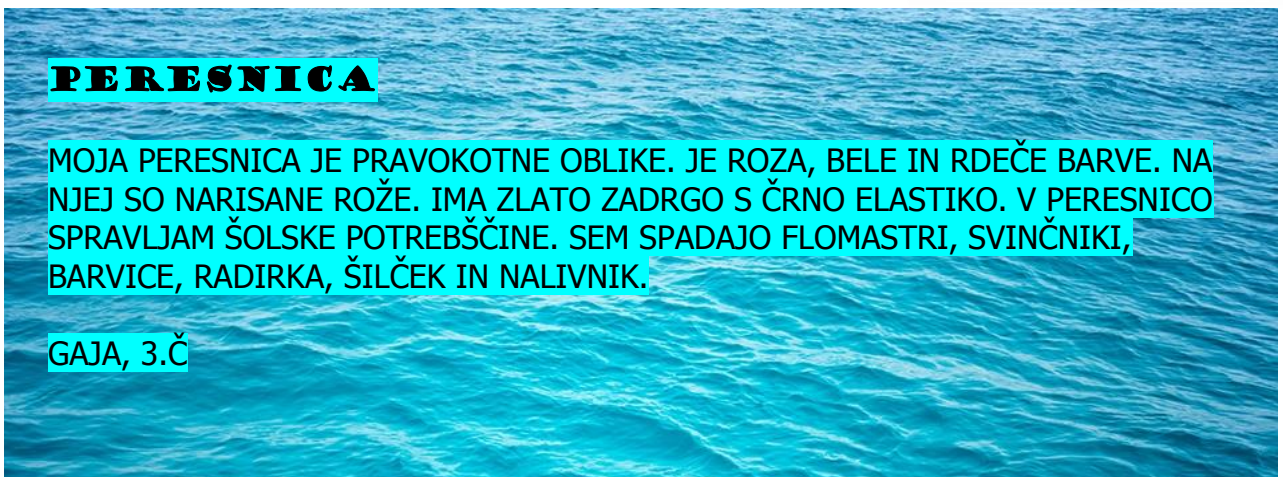 PERESNICA
MOJA PERESNICA JE PRAVOKOTNE OBLIKE. JE ROZA, BELE IN RDEČE BARVE. NA
NJEJ SO NARISANE ROŽE. IMA ZLATO ZADRGO S ČRNO ELASTIKO. V PERESNICO
SPRAVLJAM ŠOLSKE POTREBŠČINE. SEM SPADAJO FLOMASTRI, SVINČNIKI,
BARVICE, RADIRKA, ŠILČEK IN NALIVNIK.
GAJA, 3.Č